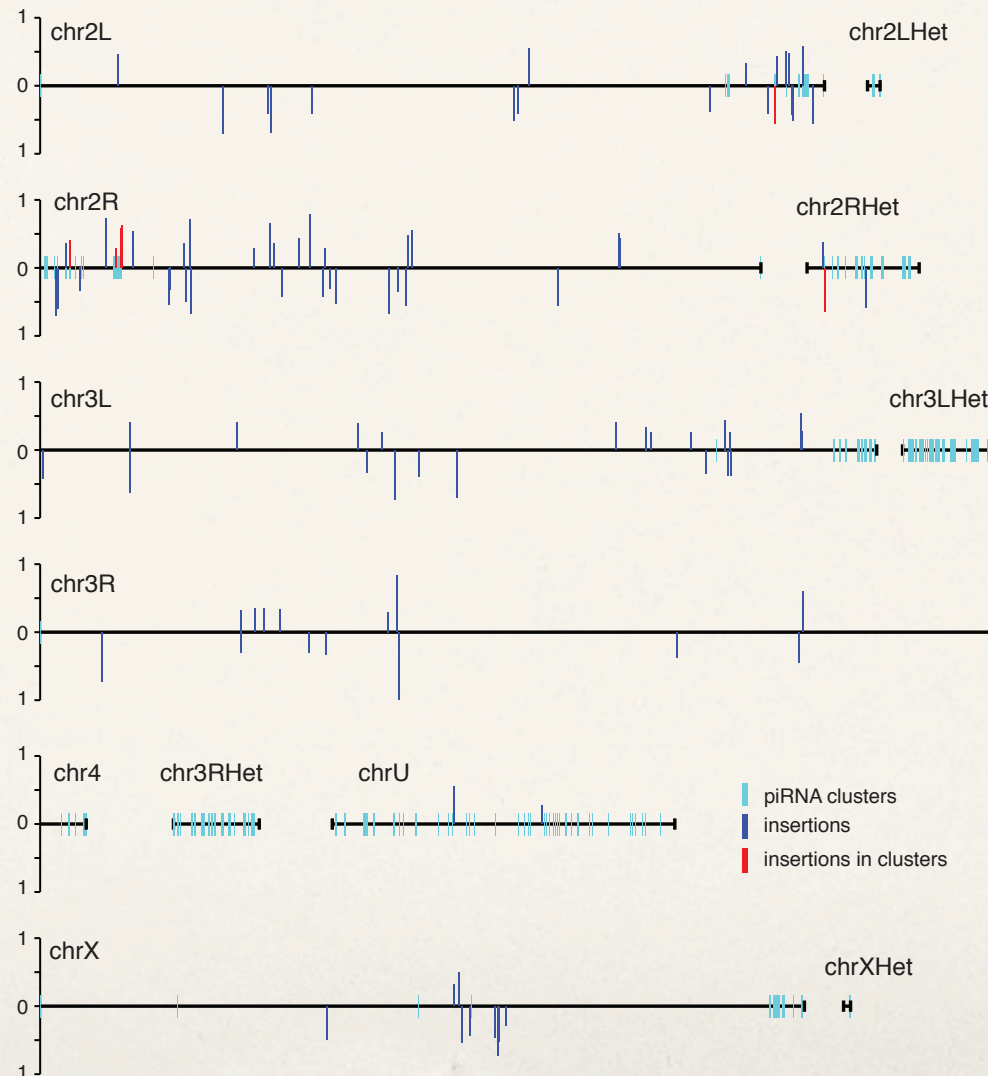 1
chr2L
chr2LHet
0
1
1
chr2R
chr2RHet
0
1
1
chr3L
chr3LHet
0
1
1
chr3R
0
1
1
chr4
chr3RHet
chrU
piRNA clusters
0
insertions
insertions in clusters
1
1
chrX
chrXHet
0
1